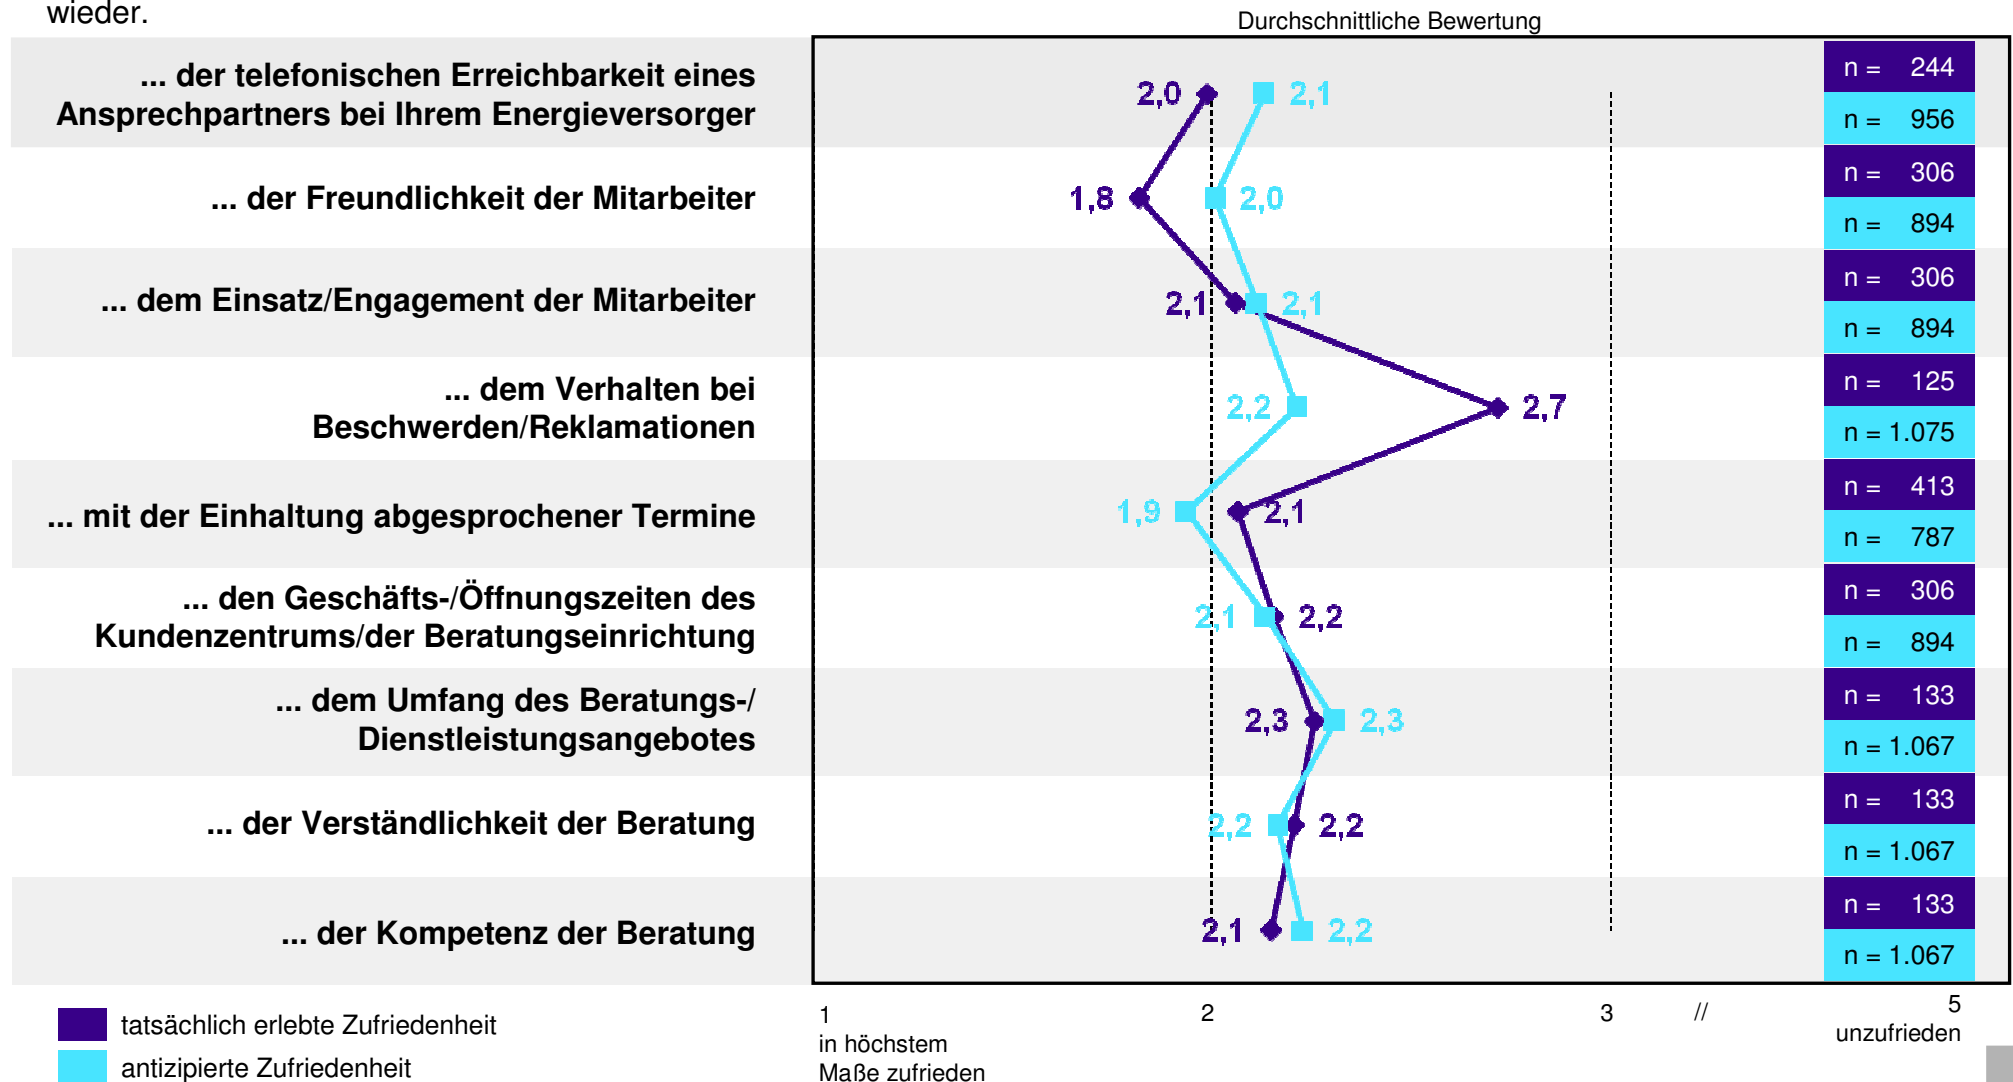 wieder.
Durchschnittliche Bewertung
... der telefonischen Erreichbarkeit eines
Ansprechpartners bei Ihrem Energieversorger
2,0
2,1
n = 244
n = 956
... der Freundlichkeit der Mitarbeiter
1,8
2,0
n = 306
n = 894
... dem Einsatz/Engagement der Mitarbeiter
2,1
2,1
n = 306
n = 894
... dem Verhalten bei
Beschwerden/Reklamationen
2,2
2,7
n = 125
n = 1.075
... mit der Einhaltung abgesprochener Termine
1,9
2,1
n = 413
n = 787
... den Geschäfts-/Öffnungszeiten des
Kundenzentrums/der Beratungseinrichtung
2,1
2,2
n = 306
n = 894
... dem Umfang des Beratungs-/
Dienstleistungsangebotes
2,3
2,3
n = 133
n = 1.067
... der Verständlichkeit der Beratung
2,2
2,2
n = 133
n = 1.067
... der Kompetenz der Beratung
2,1
2,2
n = 133
n = 1.067
1
in höchstem
Maße zufrieden
2
3
//
5
unzufrieden
tatsächlich erlebte Zufriedenheit
antizipierte Zufriedenheit